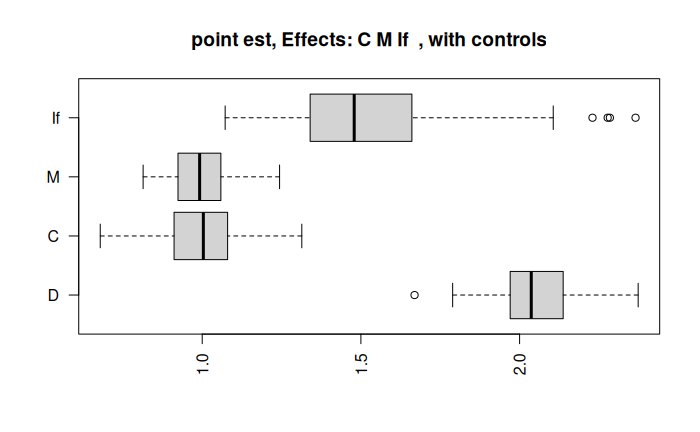 point est, Effects: C M If , with controls
If
M
C
D
1.0
1.5
2.0